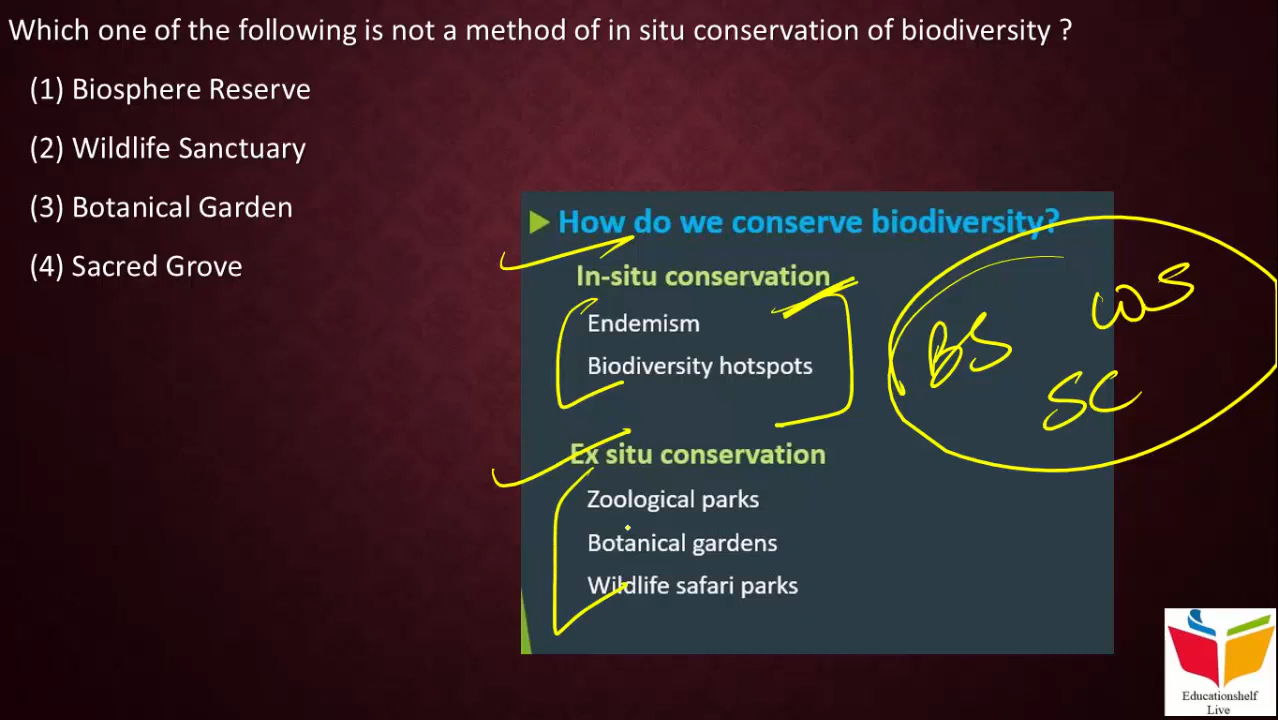 Which one of the following is not a method of in situ conservation of biodiversity ?
(1) Biosphere Reserve
(2) Wildlife Sanctuary
(3) Botanical Garden
(4) Sacred Grove
How do we conserve biodiversity?
In-situ conservation
Endemism
Biodiversity hotspots
BS
WS
SC
Ex situ conservation
Zoological parks
Botanical gardens
Wildlife safari parks
Educationshelf
Live